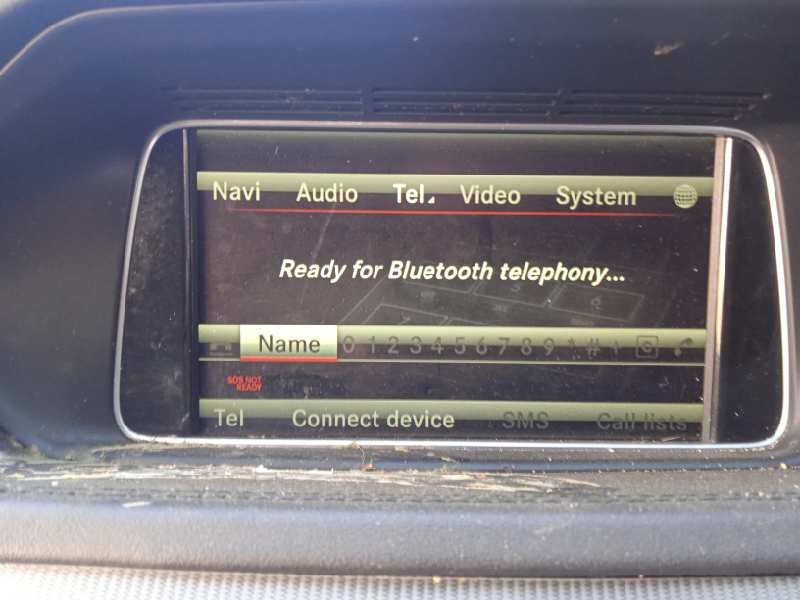 Navi Audio Tel. Video System
Ready for Bluetooth telephony...
Name 0 1 2 3 4 5 6 7 8 9 * # + C
SOS NOT
READY
Tel Connect device SMS Call lists